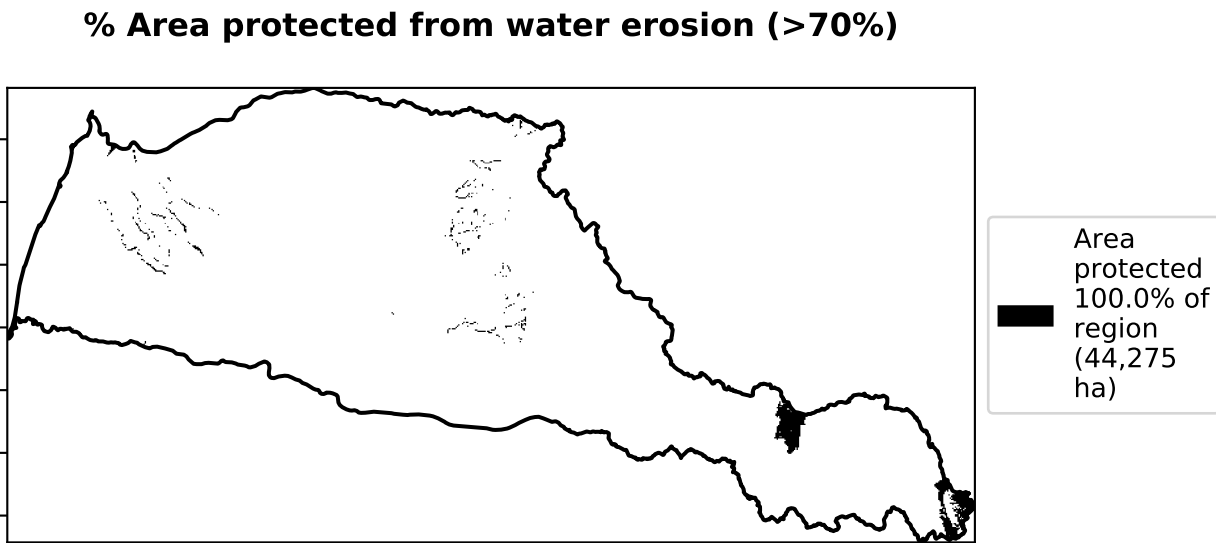 % Area protected from water erosion (>70%)
Area
protected
100.0% of
region
(44,275
ha)